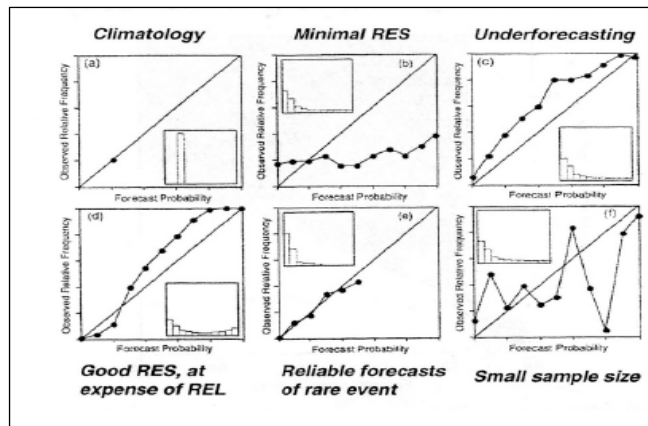 Climatology
Minimal RES
Underforecasting
(a)
Observed Relative Frequency
Forecast Probability
(b)
Observed Relative Frequency
Forecast Probability
(c)
Observed Relative Frequency
Forecast Probability
(d)
Observed Relative Frequency
Forecast Probability
(e)
Observed Relative Frequency
Forecast Probability
(f)
Observed Relative Frequency
Forecast Probability
Good RES, at
expense of REL
Reliable forecasts
of rare event
Small sample size